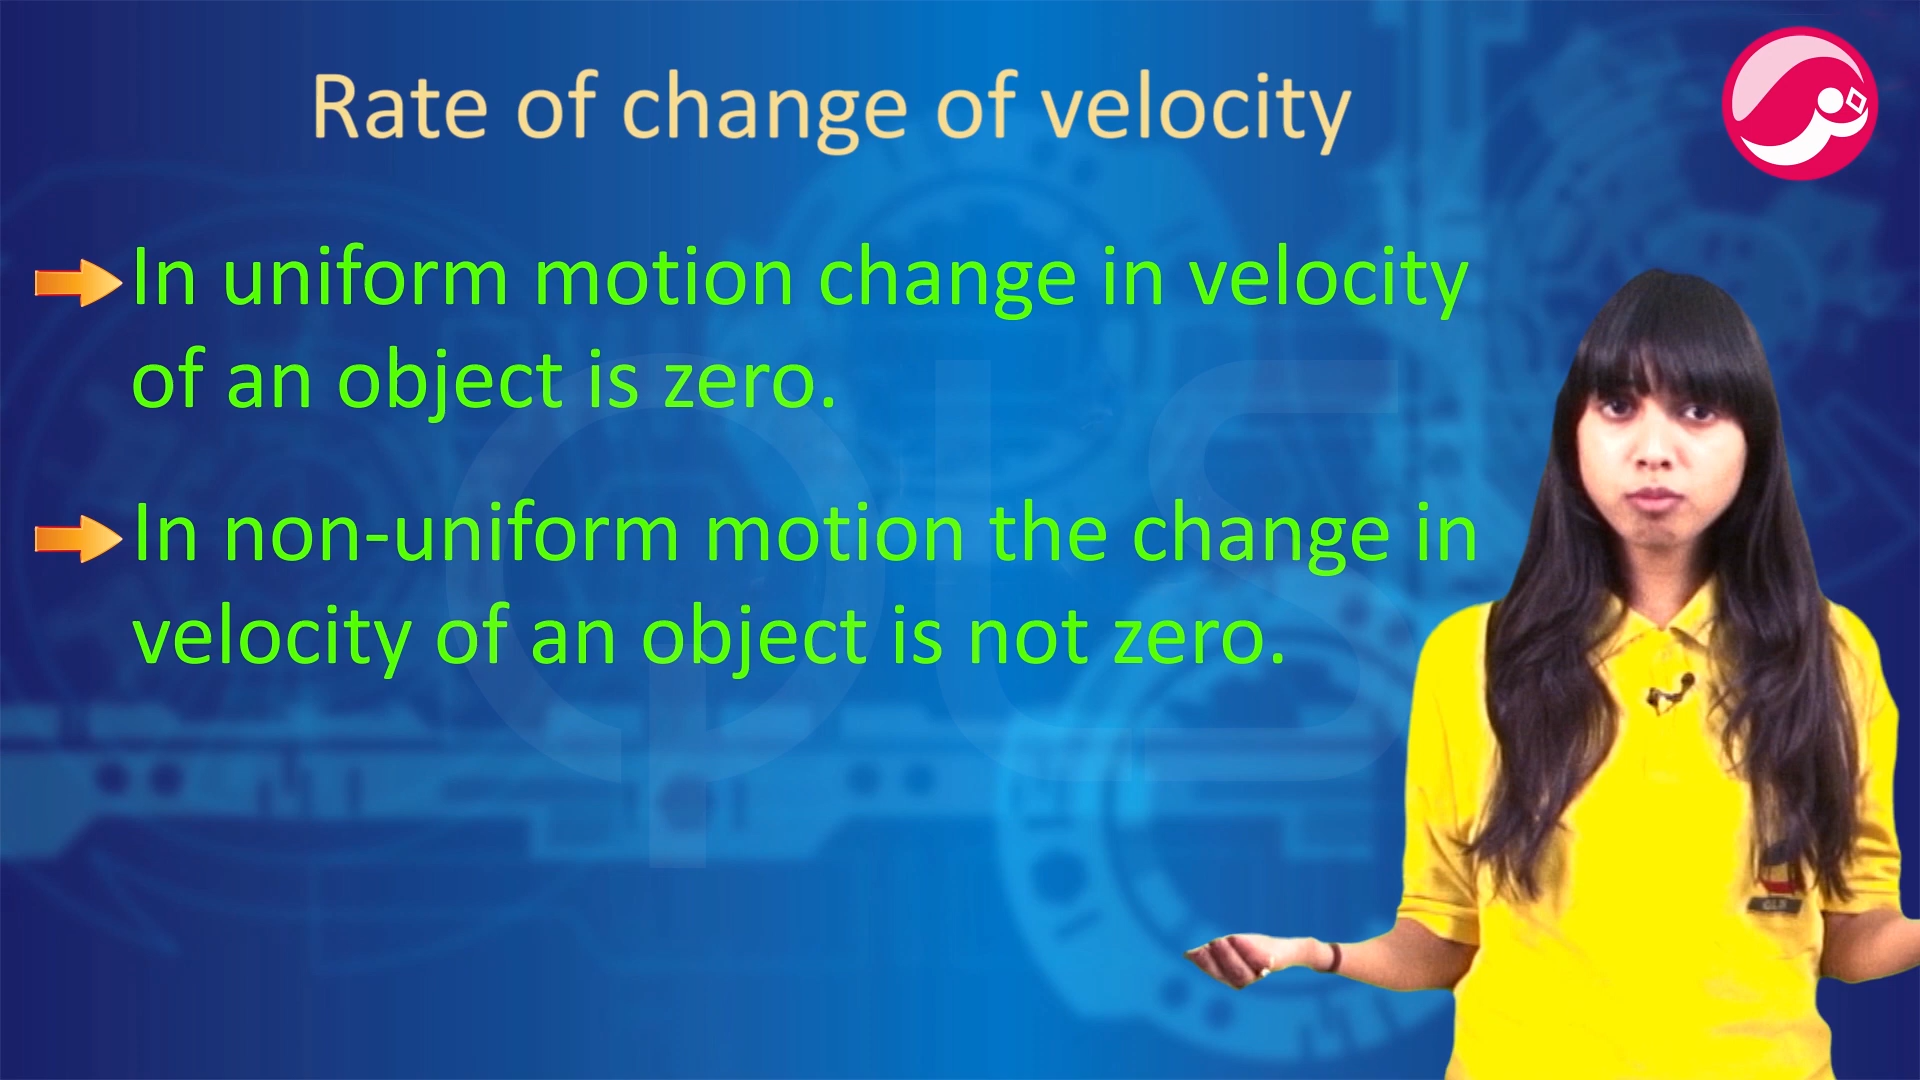 Rate of change of velocity
In uniform motion change in velocity
of an object is zero.
In non-uniform motion the change in
velocity of an object is not zero.
QLS